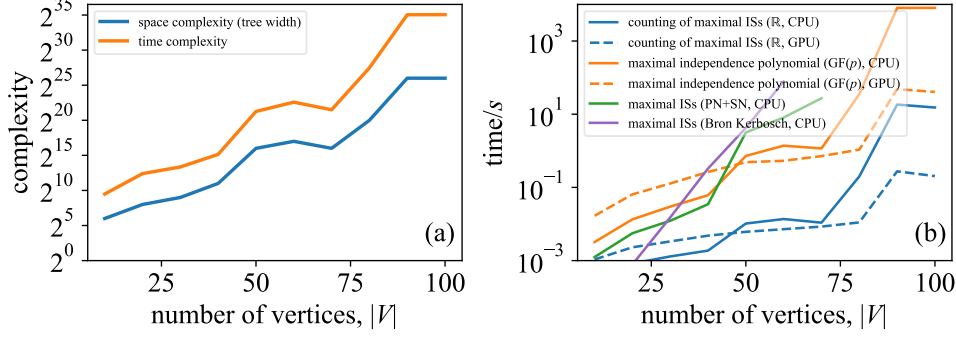 space complexity (tree width)
time complexity
2^35
2^30
2^25
2^20
2^15
2^10
2^5
2^0
complexity
25
50
75
100
number of vertices, |V|
(a)
counting of maximal ISs (ℝ, CPU)
counting of maximal ISs (ℝ, GPU)
maximal independence polynomial (GF(p), CPU)
maximal independence polynomial (GF(p), GPU)
maximal ISs (PN+SN, CPU)
maximal ISs (Bron Kerbosch, CPU)
10^3
10^1
10^−1
10^−3
time/s
25
50
75
100
number of vertices, |V|
(b)